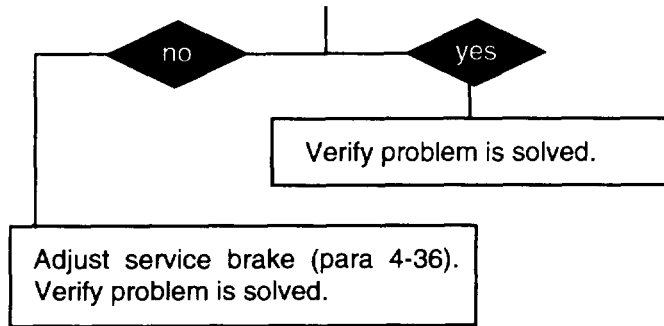 no
yes
Verify problem is solved.
Adjust service brake (para 4-36).
Verify problem is solved.